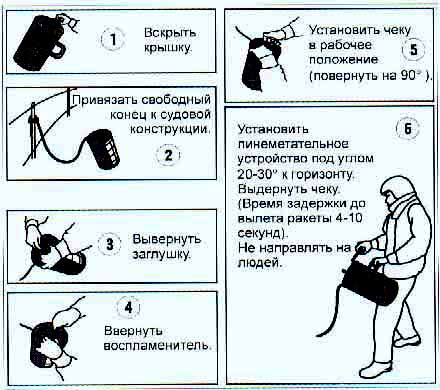 1
Вскрыть
крышку.
Привязать свободный
конец к судовой
конструкции.
2
3
Вывернуть
заглушку.
4
Ввернуть
воспламенитель.
Установить чеку
в рабочее
положение
(повернуть на 90° ).
5
6
Установить
линеметательное
устройство под углом
20-30° к горизонту.
Выдернуть чеку.
(Время задержки до
вылета ракеты 4-10
секунд).
Не направлять на
людей.